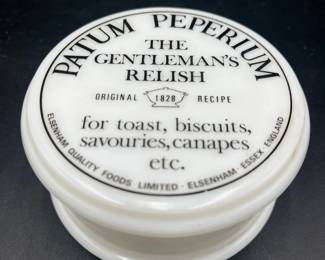 PATUM PEPERIUM
THE
GENTLEMAN'S
RELISH
ORIGINAL 1828 RECIPE
for toast, biscuits,
savouries, canapes
etc.
ELSENHAM QUALITY FOODS LIMITED · ELSENHAM · ESSEX ENGLAND